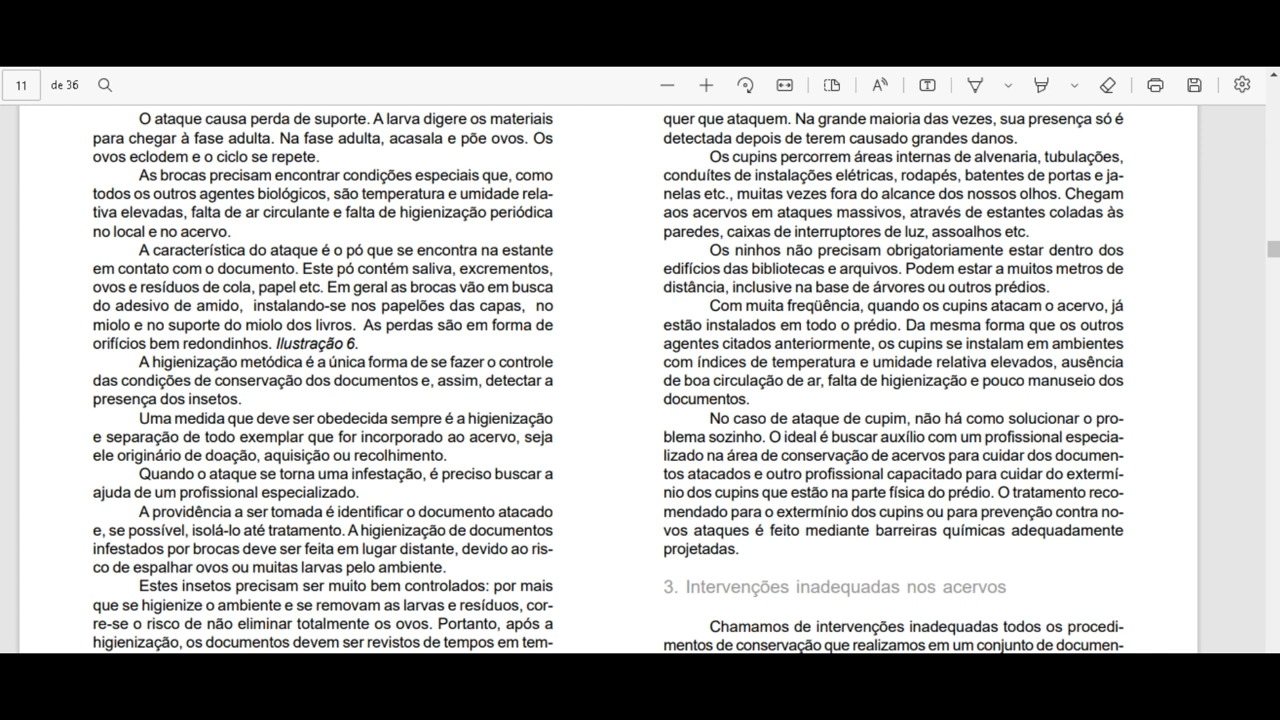 11 de 36
O ataque causa perda de suporte. A larva digere os materiais
para chegar à fase adulta. Na fase adulta, acasala e põe ovos. Os
ovos eclodem e o ciclo se repete.
As brocas precisam encontrar condições especiais que, como
todos os outros agentes biológicos, são temperatura e umidade rela-
tiva elevadas, falta de ar circulante e falta de higienização periódica
no local e no acervo.
A característica do ataque é o pó que se encontra na estante
em contato com o documento. Este pó contém saliva, excrementos,
ovos e resíduos de cola, papel etc. Em geral as brocas vão em busca
do adesivo de amido, instalando-se nos papelões das capas, no
miolo e no suporte do miolo dos livros. As perdas são em forma de
orifícios bem redondinhos. Ilustração 6.
A higienização metódica é a única forma de se fazer o controle
das condições de conservação dos documentos e, assim, detectar a
presença dos insetos.
Uma medida que deve ser obedecida sempre é a higienização
e separação de todo exemplar que for incorporado ao acervo, seja
ele originário de doação, aquisição ou recolhimento.
Quando o ataque se torna uma infestação, é preciso buscar a
ajuda de um profissional especializado.
A providência a ser tomada é identificar o documento atacado
e, se possível, isolá-lo até tratamento. A higienização de documentos
infestados por brocas deve ser feita em lugar distante, devido ao ris-
co de espalhar ovos ou muitas larvas pelo ambiente.
Estes insetos precisam ser muito bem controlados: por mais
que se higienize o ambiente e se removam as larvas e resíduos, cor-
re-se o risco de não eliminar totalmente os ovos. Portanto, após a
higienização, os documentos devem ser revistos de tempos em tem-
quer que ataquem. Na grande maioria das vezes, sua presença só é
detectada depois de terem causado grandes danos.
Os cupins percorrem áreas internas de alvenaria, tubulações,
conduítes de instalações elétricas, rodapés, batentes de portas e ja-
nelas etc., muitas vezes fora do alcance dos nossos olhos. Chegam
aos acervos em ataques massivos, através de estantes coladas às
paredes, caixas de interruptores de luz, assoalhos etc.
Os ninhos não precisam obrigatoriamente estar dentro dos
edifícios das bibliotecas e arquivos. Podem estar a muitos metros de
distância, inclusive na base de árvores ou outros prédios.
Com muita freqüência, quando os cupins atacam o acervo, já
estão instalados em todo o prédio. Da mesma forma que os outros
agentes citados anteriormente, os cupins se instalam em ambientes
com índices de temperatura e umidade relativa elevados, ausência
de boa circulação de ar, falta de higienização e pouco manuseio dos
documentos.
No caso de ataque de cupim, não há como solucionar o pro-
blema sozinho. O ideal é buscar auxílio com um profissional especia-
lizado na área de conservação de acervos para cuidar dos documen-
tos atacados e outro profissional capacitado para cuidar do extermí-
nio dos cupins que estão na parte física do prédio. O tratamento reco-
mendado para o extermínio dos cupins ou para prevenção contra no-
vos ataques é feito mediante barreiras químicas adequadamente
projetadas.
3. Intervenções inadequadas nos acervos
Chamamos de intervenções inadequadas todos os procedi-
mentos de conservação que realizamos em um conjunto de documen-